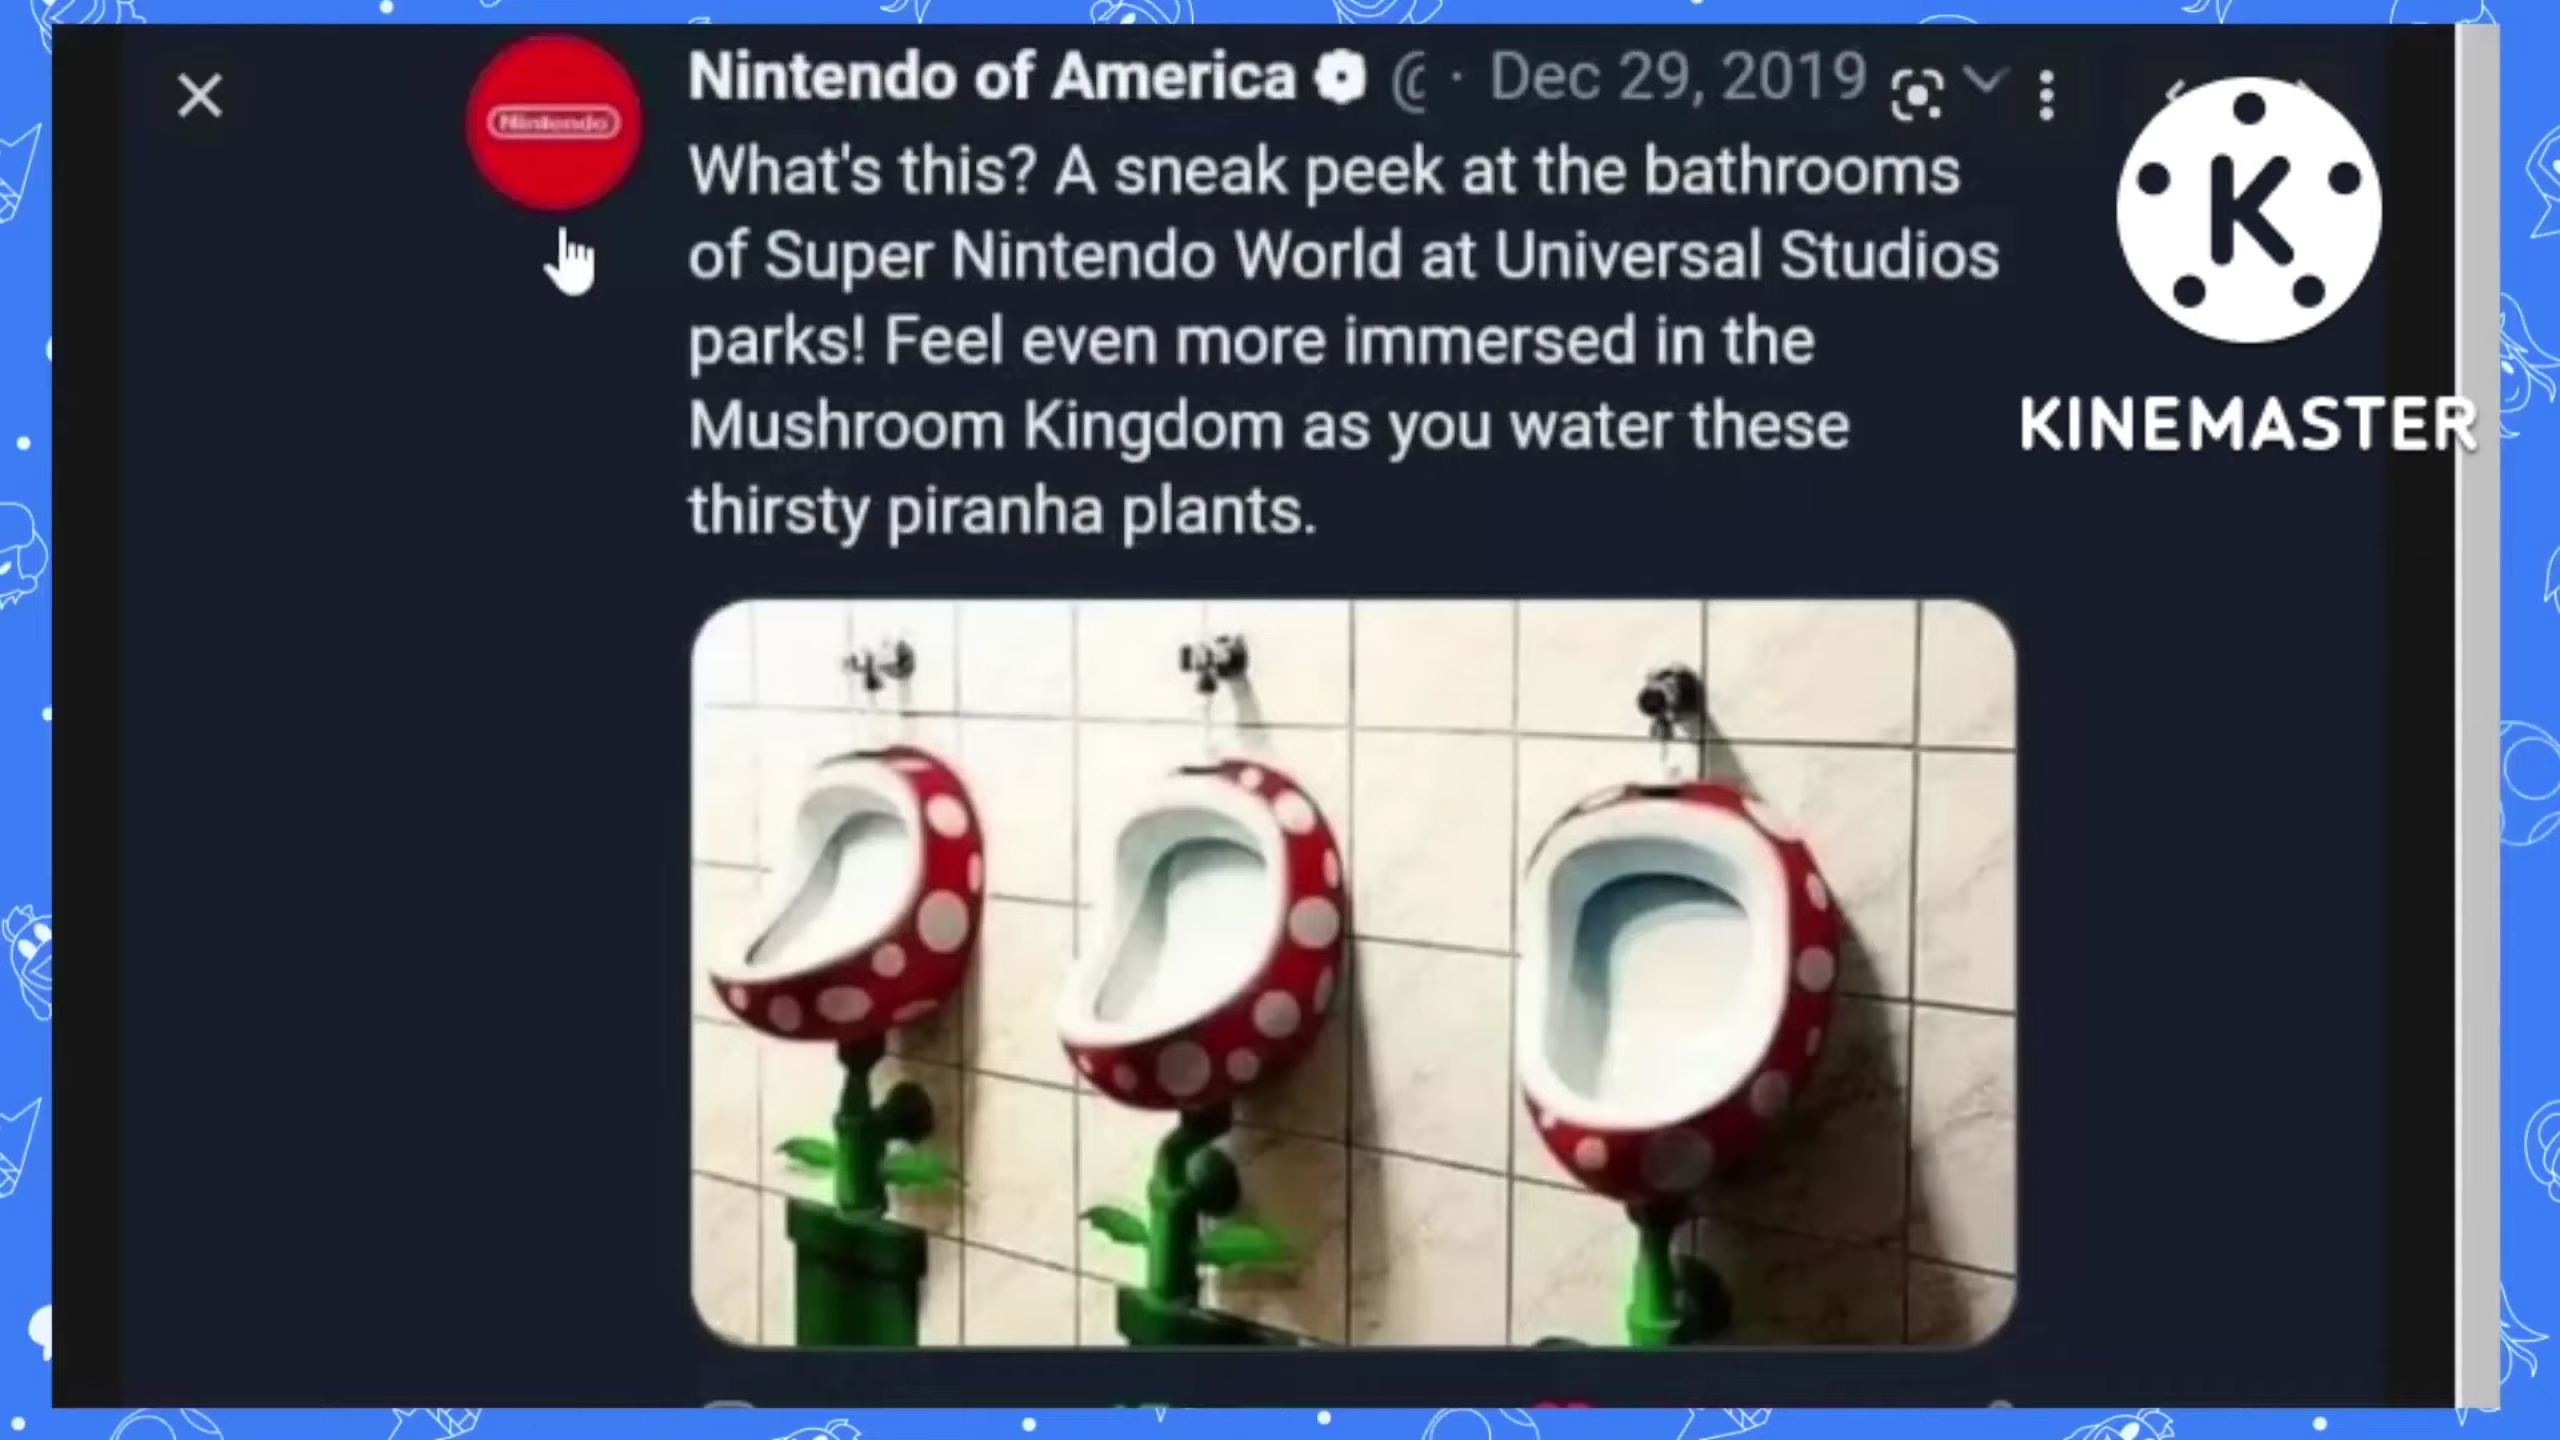 Nintendo of America @ · Dec 29, 2019
Nintendo
What's this? A sneak peek at the bathrooms
of Super Nintendo World at Universal Studios
parks! Feel even more immersed in the
Mushroom Kingdom as you water these
thirsty piranha plants.
K
KINEMASTER